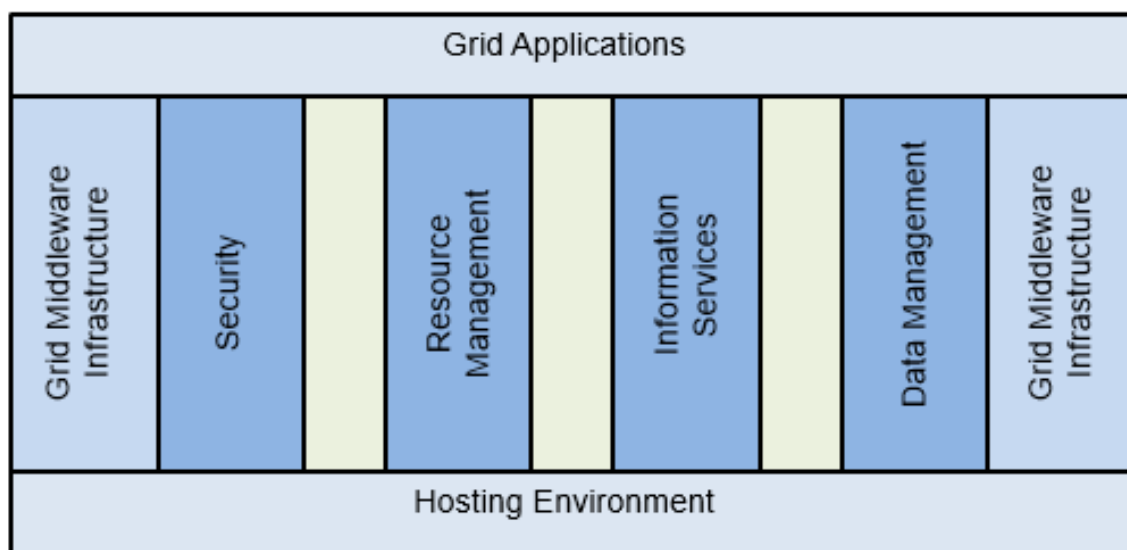 Grid Applications
Grid Middleware
Infrastructure
Security
Resource
Management
Information
Services
Data Management
Grid Middleware
Infrastructure
Hosting Environment